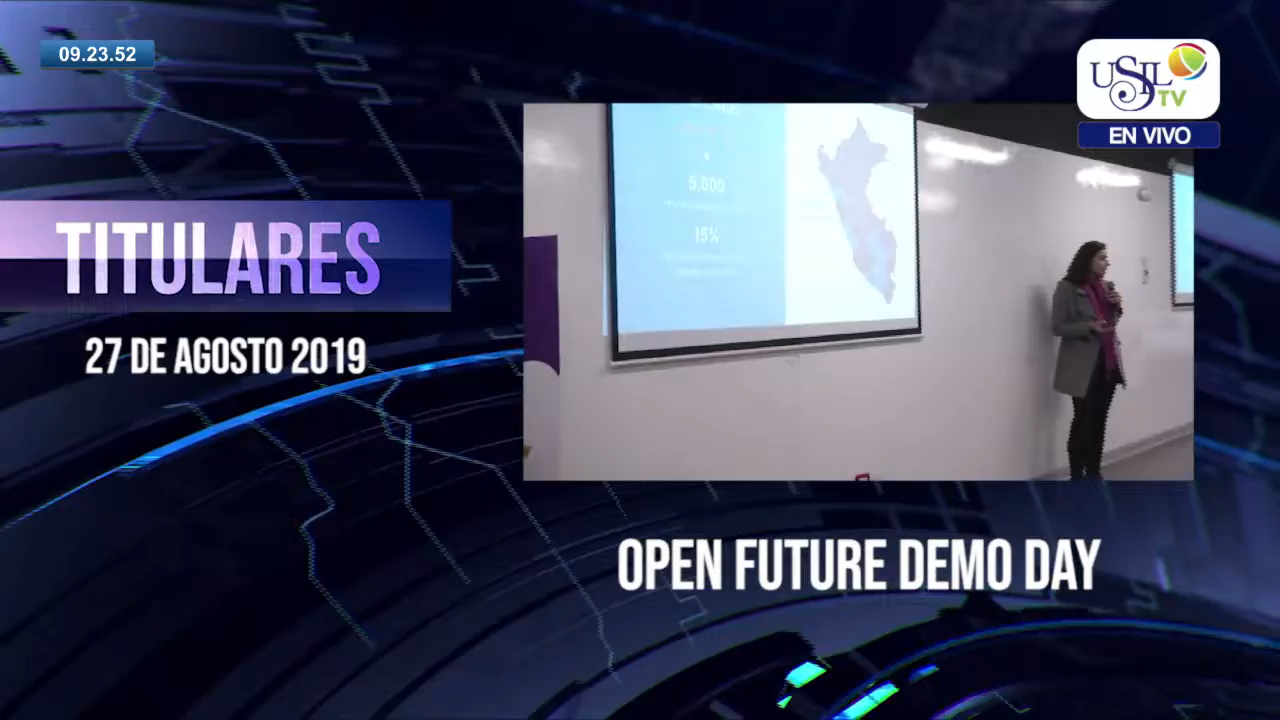 09.23.52
USIL
TV
EN VIVO
TITULARES
27 DE AGOSTO 2019
5,000
15%
OPEN FUTURE DEMO DAY